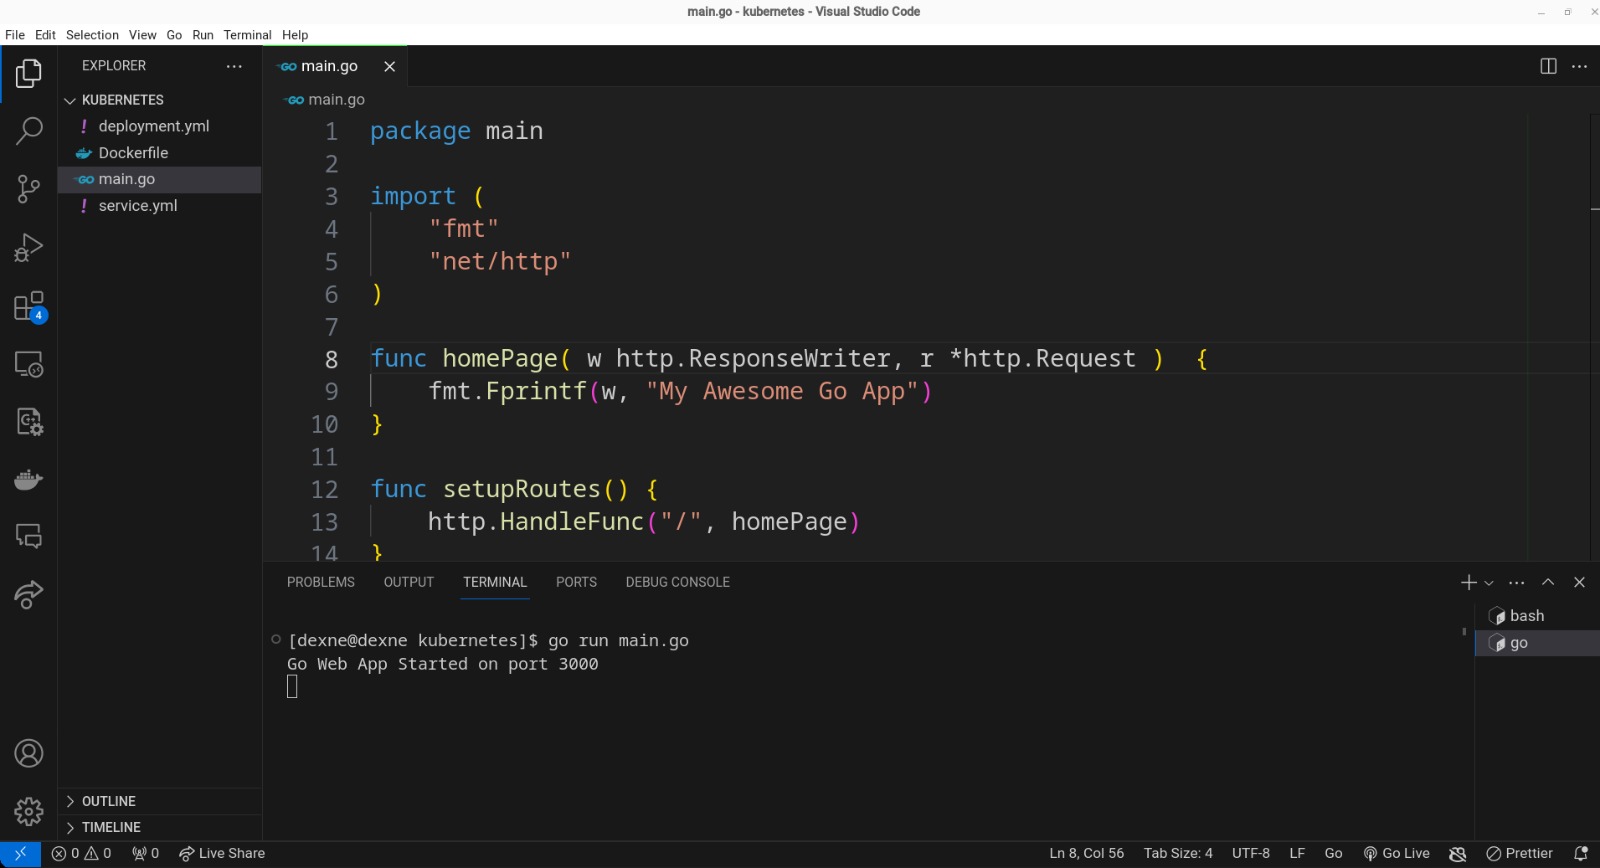 main.go - kubernetes - Visual Studio Code
File Edit Selection View Go Run Terminal Help
EXPLORER
GO main.go
KUBERNETES
! deployment.yml
Dockerfile
GO main.go
! service.yml
GO main.go
1 package main
2
3 import (
4 "fmt"
5 "net/http"
6 )
7
8 func homePage( w http.ResponseWriter, r *http.Request )  {
9 fmt.Fprintf(w, "My Awesome Go App")
10 }
11
12 func setupRoutes() {
13 http.HandleFunc("/", homePage)
14 }
4
PROBLEMS OUTPUT TERMINAL PORTS DEBUG CONSOLE
[dexne@dexne kubernetes]$ go run main.go
Go Web App Started on port 3000
bash
go
OUTLINE
TIMELINE
0 0 0 Live Share Ln 8, Col 56 Tab Size: 4 UTF-8 LF Go Go Live Prettier